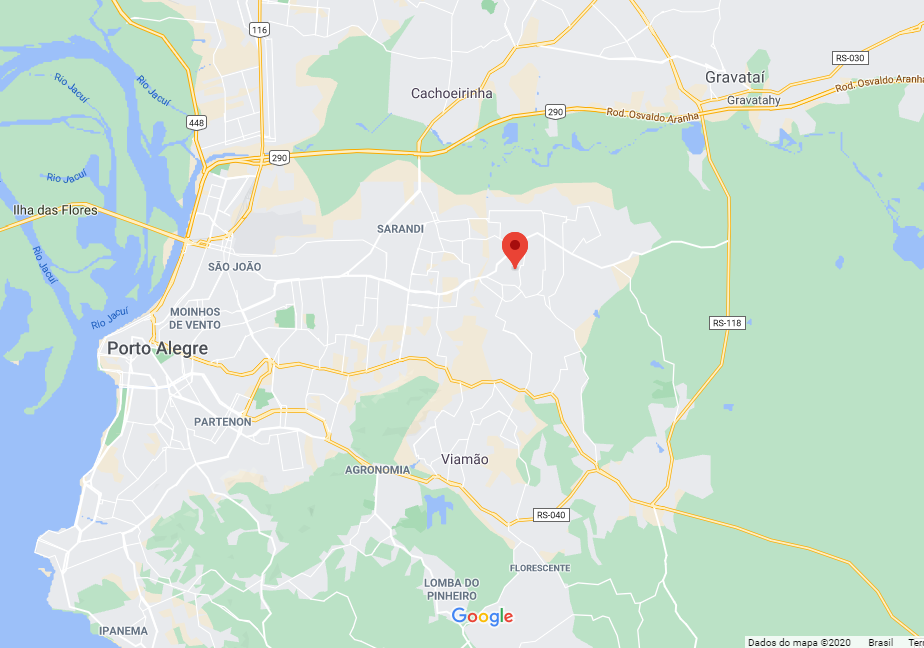 116
RS-030
Gravataí
Rod. Osvaldo Aranha
Rio Jacuí
Rio Jacuí
Cachoeirinha
Gravatahy
290
Rod. Osvaldo Aranha
448
290
Rio Jacuí
Ilha das Flores
SARANDI
Rio Jacuí
SÃO JOÃO
Rio Jacuí
MOINHOS
DE VENTO
RS-118
Porto Alegre
PARTENON
Viamão
AGRONOMIA
RS-040
FLORESCENTE
LOMBA DO
PINHEIRO
Google
IPANEMA
Dados do mapa ©2020 Brasil Terr